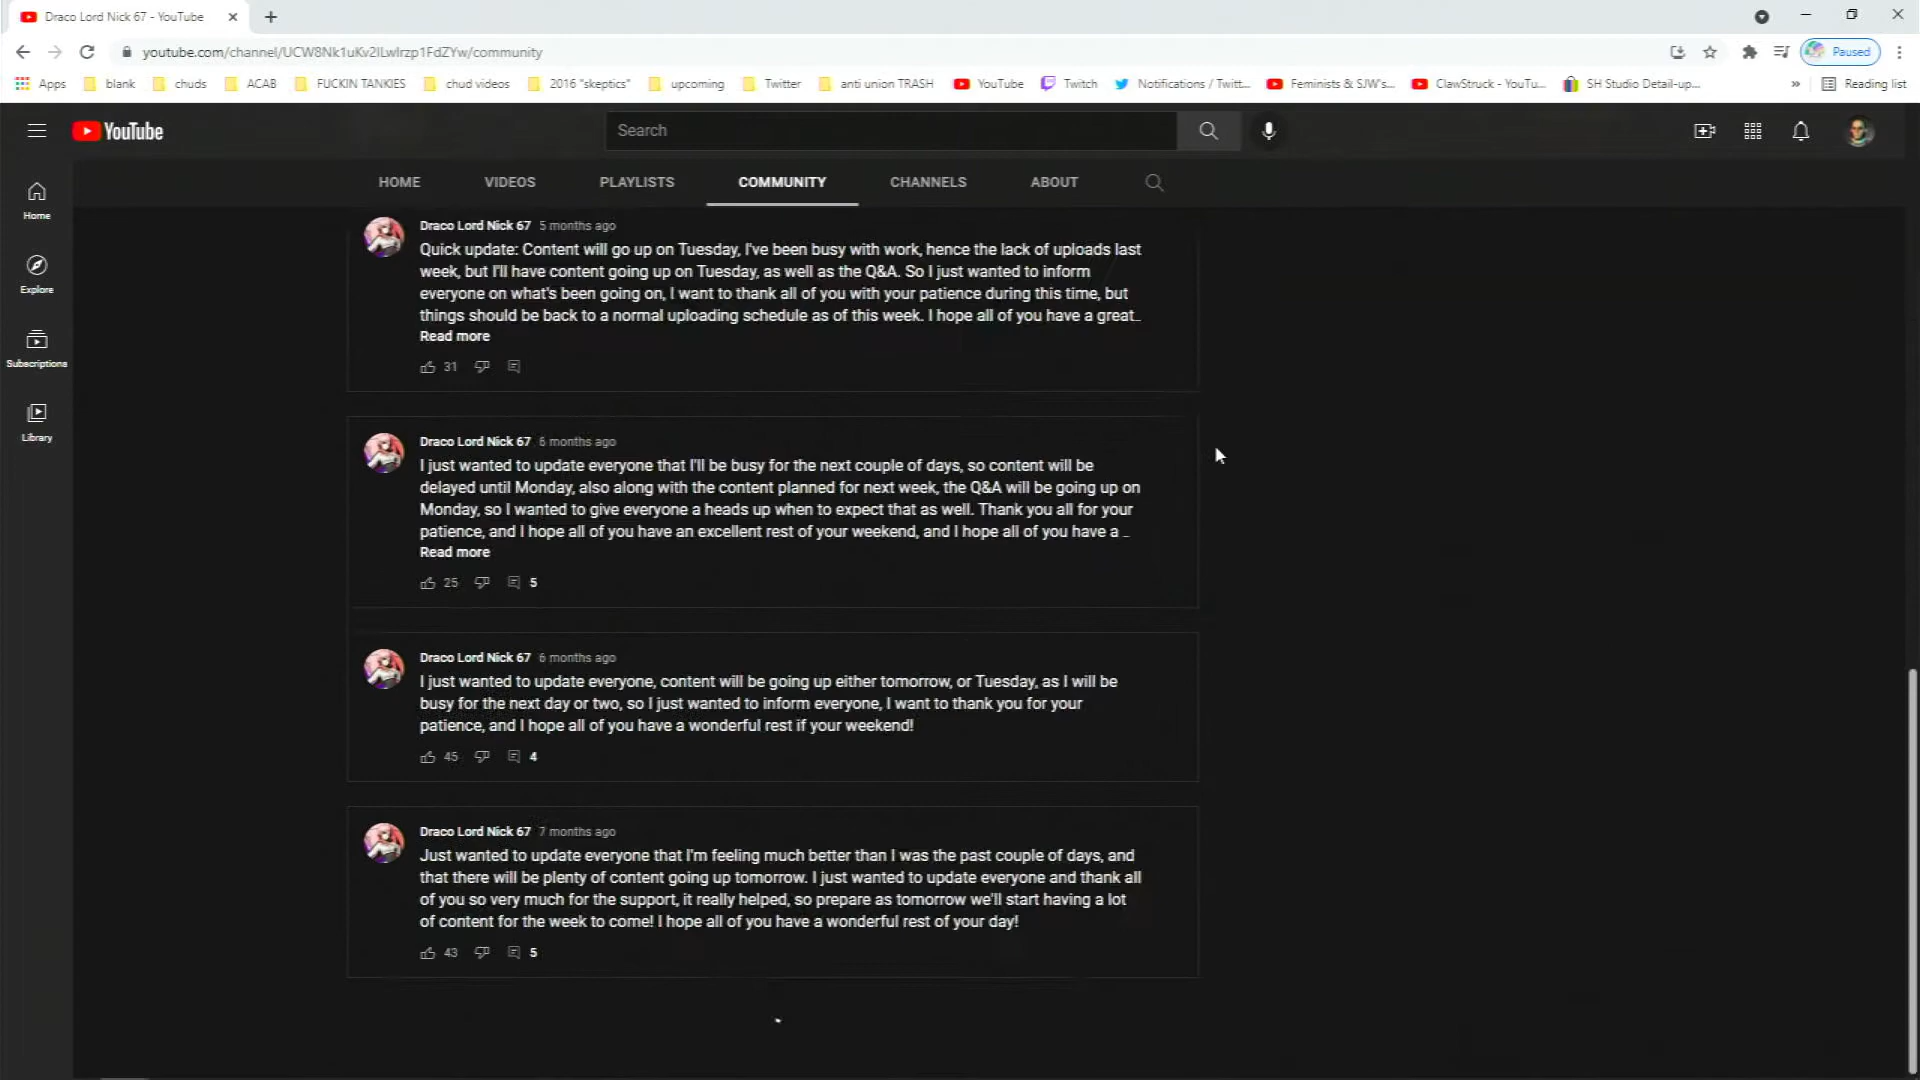 Draco Lord Nick 67 - YouTube
youtube.com/channel/UCW8Nk1uKv2lLwlrzp1FdZYw/community
Paused
Apps
blank
chuds
ACAB
FUCKIN TANKIES
chud videos
2016 "skeptics"
upcoming
Twitter
anti union TRASH
YouTube
Twitch
Notifications / Twitt...
Feminists & SJW's...
ClawStruck - YouTu...
SH Studio Detail-up...
»
Reading list
YouTube
Search
HOME
VIDEOS
PLAYLISTS
COMMUNITY
CHANNELS
ABOUT
Home
Explore
Subscriptions
Library
Draco Lord Nick 67 5 months ago
Quick update: Content will go up on Tuesday, I've been busy with work, hence the lack of uploads last
week, but I'll have content going up on Tuesday, as well as the Q&A. So I just wanted to inform
everyone on what's been going on, I want to thank all of you with your patience during this time, but
things should be back to a normal uploading schedule as of this week. I hope all of you have a great...
Read more
31
Draco Lord Nick 67 6 months ago
I just wanted to update everyone that I'll be busy for the next couple of days, so content will be
delayed until Monday, also along with the content planned for next week, the Q&A will be going up on
Monday, so I wanted to give everyone a heads up when to expect that as well. Thank you all for your
patience, and I hope all of you have an excellent rest of your weekend, and I hope all of you have a ...
Read more
25 5
Draco Lord Nick 67 6 months ago
I just wanted to update everyone, content will be going up either tomorrow, or Tuesday, as I will be
busy for the next day or two, so I just wanted to inform everyone, I want to thank you for your
patience, and I hope all of you have a wonderful rest if your weekend!
45 4
Draco Lord Nick 67 7 months ago
Just wanted to update everyone that I'm feeling much better than I was the past couple of days, and
that there will be plenty of content going up tomorrow. I just wanted to update everyone and thank all
of you so very much for the support, it really helped, so prepare as tomorrow we'll start having a lot
of content for the week to come! I hope all of you have a wonderful rest of your day!
43 5